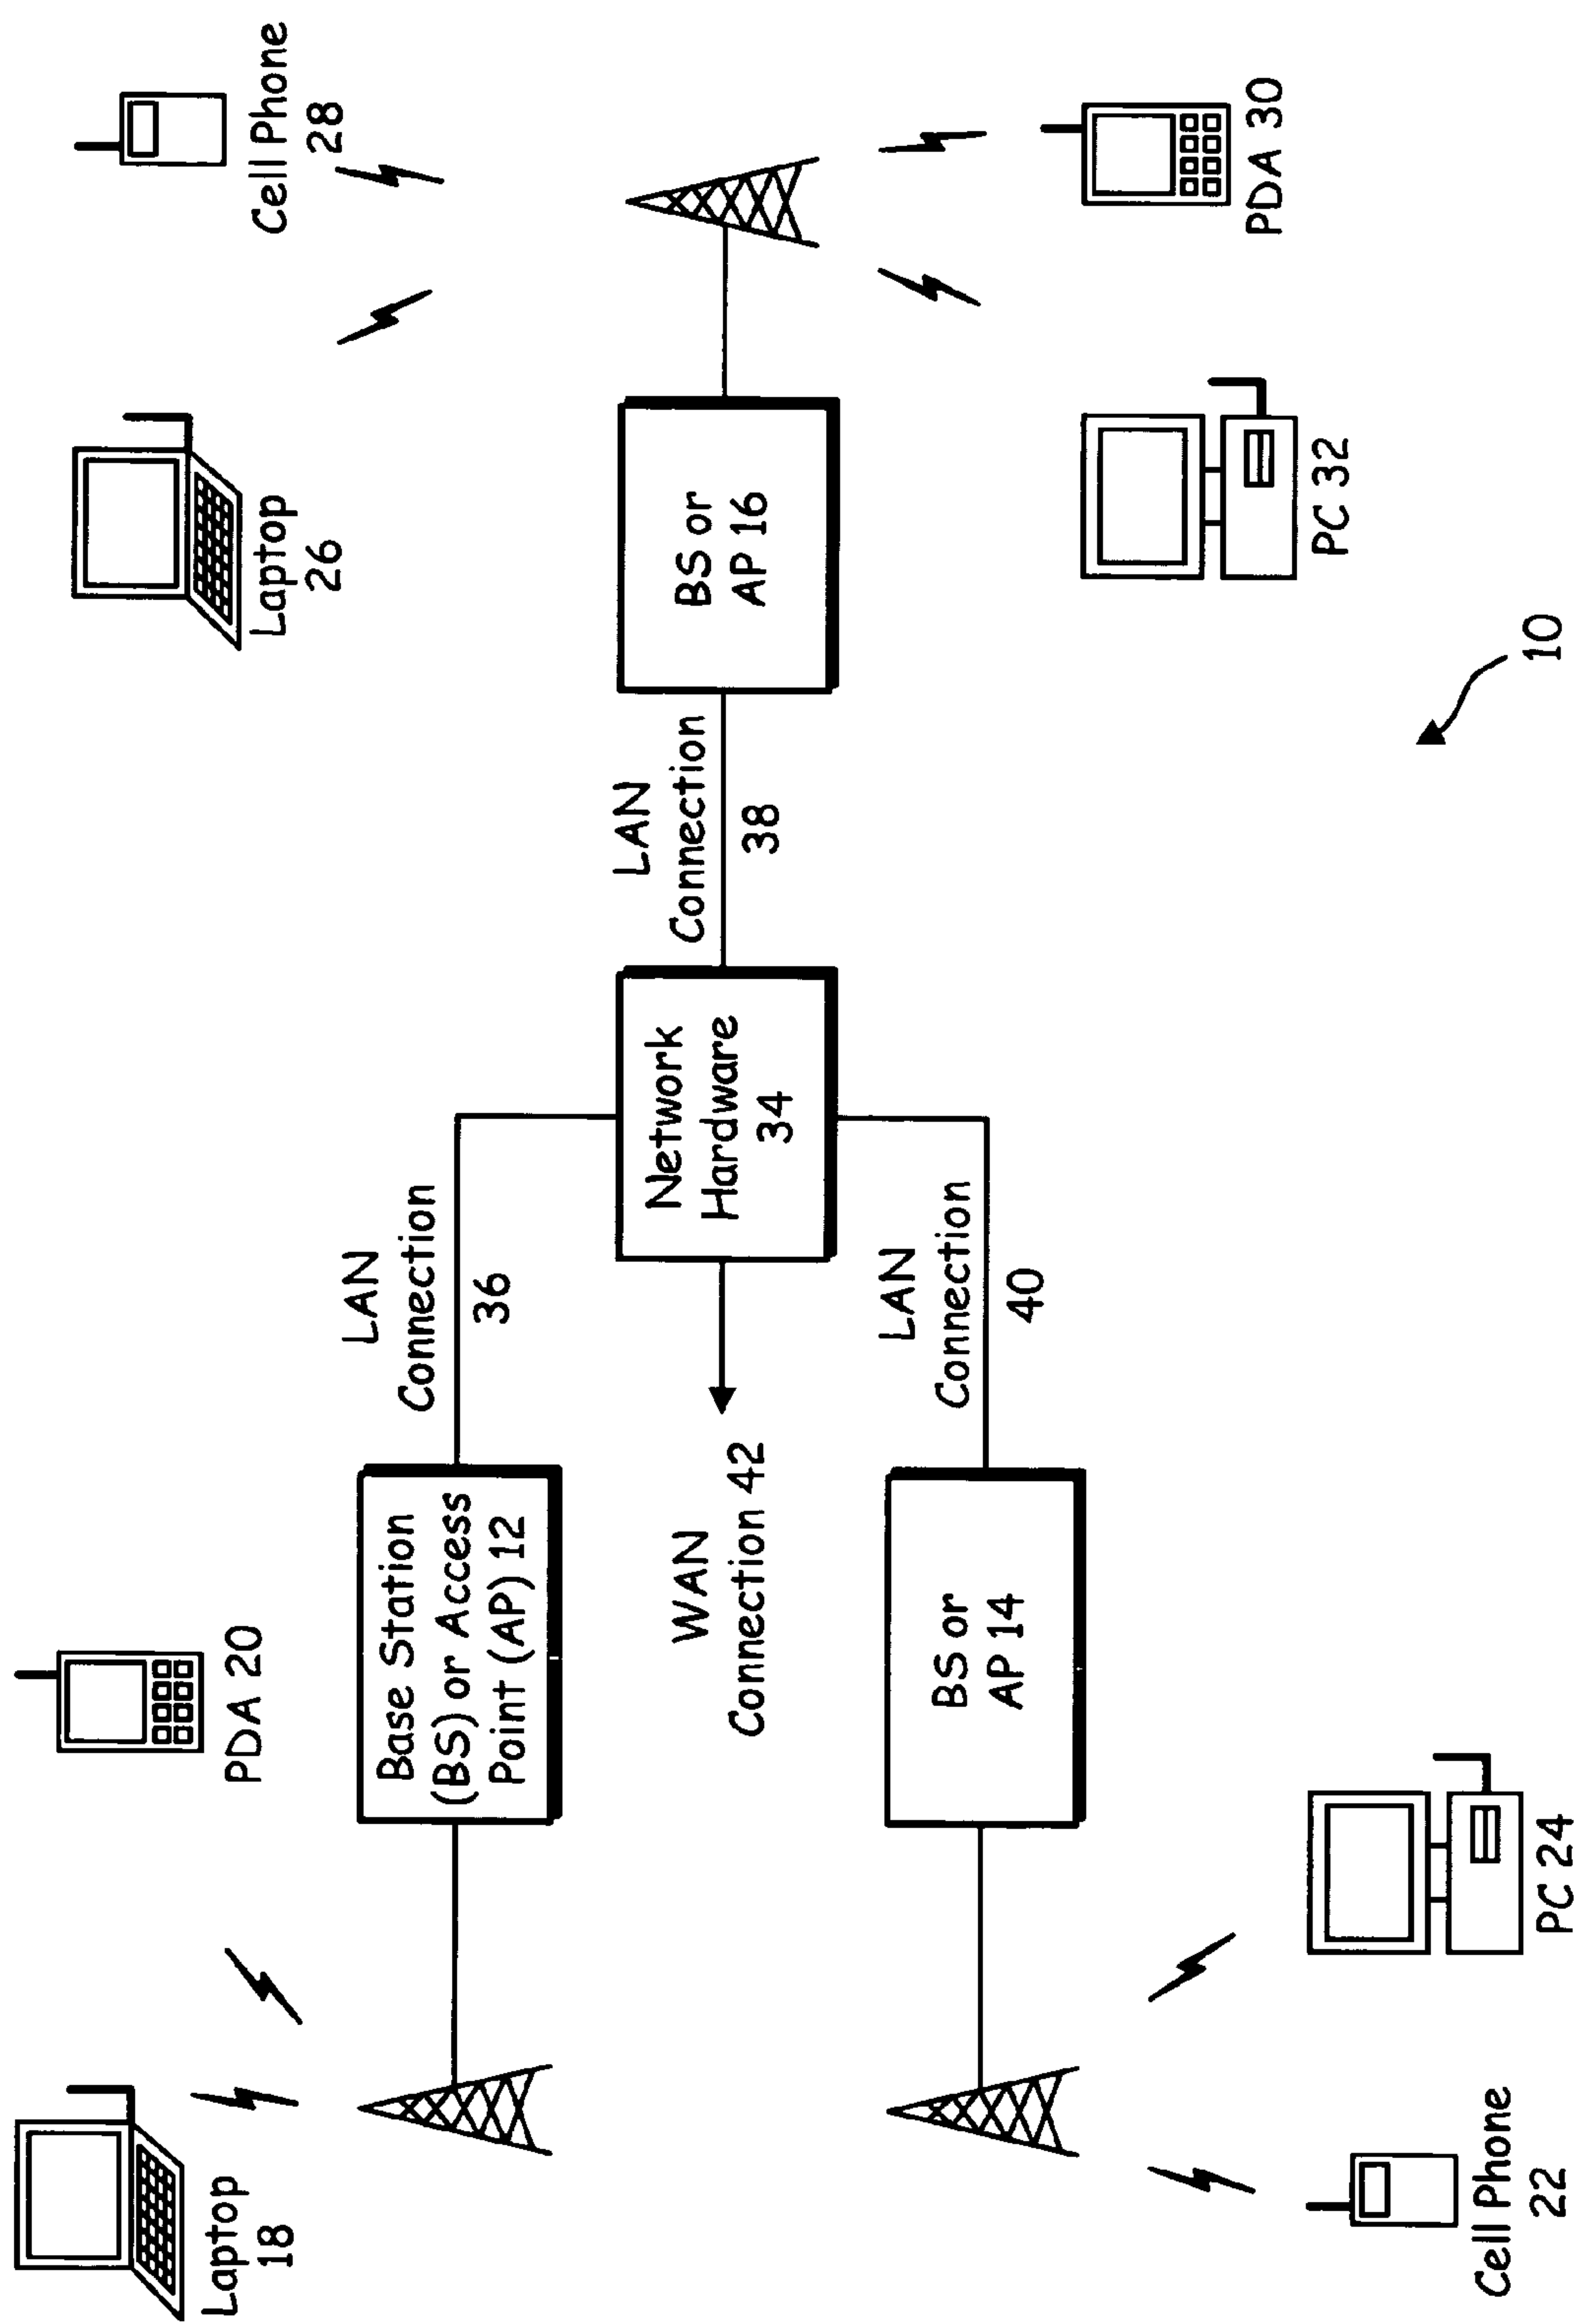 Laptop
18
PDA 20
Base Station
(BS) or Access
Point (AP) 12
LAN
Connection
36
Laptop
26
Cell Phone
28
WAN
Connection 42
Network
Hardware
34
LAN
Connection
38
BS or
AP 16
BS or
AP 14
LAN
Connection
40
Cell Phone
22
PC 24
PC 32
PDA 30
10